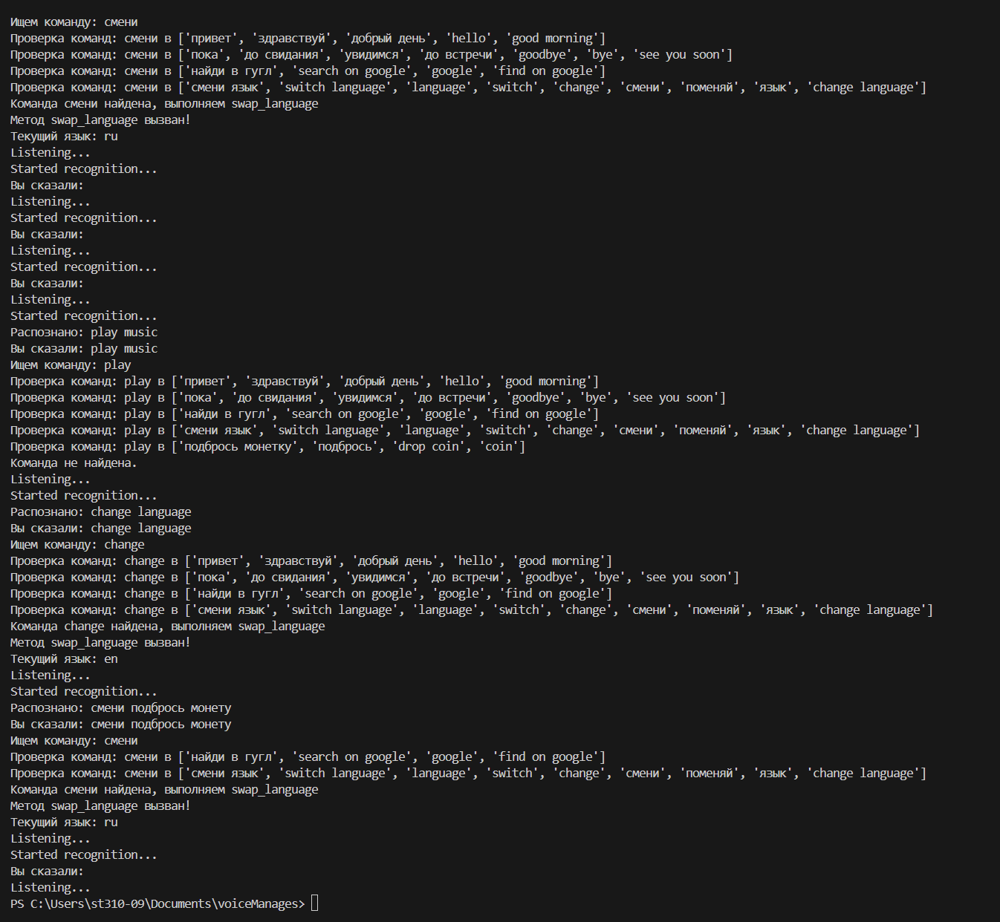 Ищем команду: смени
Проверка команд: смени в ['привет', 'здравствуй', 'добрый день', 'hello', 'good morning']
Проверка команд: смени в ['пока', 'до свидания', 'увидимся', 'до встречи', 'goodbye', 'bye', 'see you soon']
Проверка команд: смени в ['найди в гугл', 'search on google', 'google', 'find on google']
Проверка команд: смени в ['смени язык', 'switch language', 'language', 'switch', 'change', 'смени', 'поменяй', 'язык', 'change language']
Команда смени найдена, выполняем swap_language
Метод swap_language вызван!
Текущий язык: ru
Listening...
Started recognition...
Вы сказали:
Listening...
Started recognition...
Вы сказали:
Listening...
Started recognition...
Вы сказали:
Listening...
Started recognition...
Распознано: play music
Вы сказали: play music
Ищем команду: play
Проверка команд: play в ['привет', 'здравствуй', 'добрый день', 'hello', 'good morning']
Проверка команд: play в ['пока', 'до свидания', 'увидимся', 'до встречи', 'goodbye', 'bye', 'see you soon']
Проверка команд: play в ['найди в гугл', 'search on google', 'google', 'find on google']
Проверка команд: play в ['смени язык', 'switch language', 'language', 'switch', 'change', 'смени', 'поменяй', 'язык', 'change language']
Проверка команд: play в ['подбрось монетку', 'подбрось', 'drop coin', 'coin']
Команда не найдена.
Listening...
Started recognition...
Распознано: change language
Вы сказали: change language
Ищем команду: change
Проверка команд: change в ['привет', 'здравствуй', 'добрый день', 'hello', 'good morning']
Проверка команд: change в ['пока', 'до свидания', 'увидимся', 'до встречи', 'goodbye', 'bye', 'see you soon']
Проверка команд: change в ['найди в гугл', 'search on google', 'google', 'find on google']
Проверка команд: change в ['смени язык', 'switch language', 'language', 'switch', 'change', 'смени', 'поменяй', 'язык', 'change language']
Команда change найдена, выполняем swap_language
Метод swap_language вызван!
Текущий язык: en
Listening...
Started recognition...
Распознано: смени подбрось монету
Вы сказали: смени подбрось монету
Ищем команду: смени
Проверка команд: смени в ['найди в гугл', 'search on google', 'google', 'find on google']
Проверка команд: смени в ['смени язык', 'switch language', 'language', 'switch', 'change', 'смени', 'поменяй', 'язык', 'change language']
Команда смени найдена, выполняем swap_language
Метод swap_language вызван!
Текущий язык: ru
Listening...
Started recognition...
Вы сказали:
Listening...
PS C:\Users\st310-09\Documents\voiceManages>